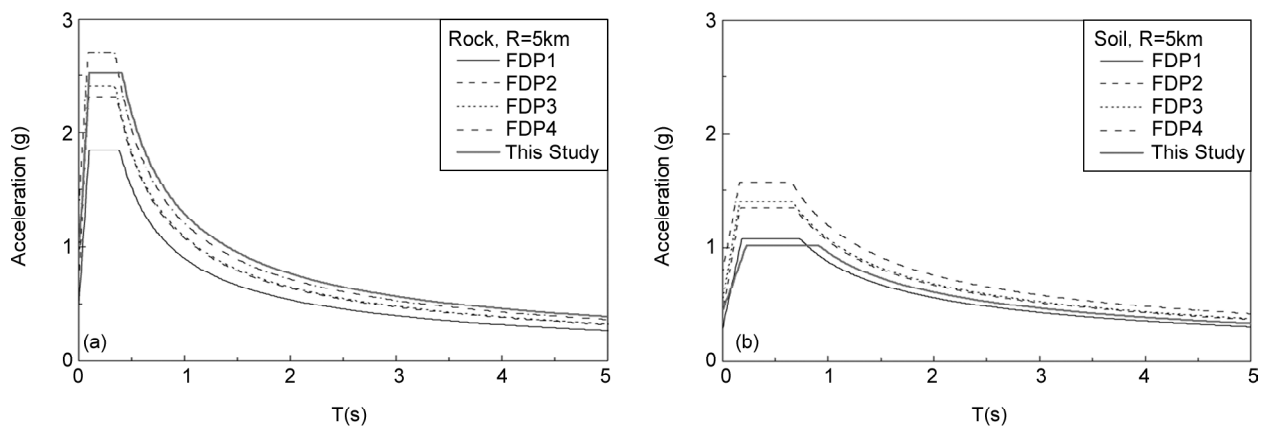 3
Rock, R=5km
FDP1
FDP2
FDP3
FDP4
This Study
2
1
0
Acceleration (g)
(a)
0 1 2 3 4 5
T(s)
3
Soil, R=5km
FDP1
FDP2
FDP3
FDP4
This Study
2
1
0
Acceleration (g)
(b)
0 1 2 3 4 5
T(s)